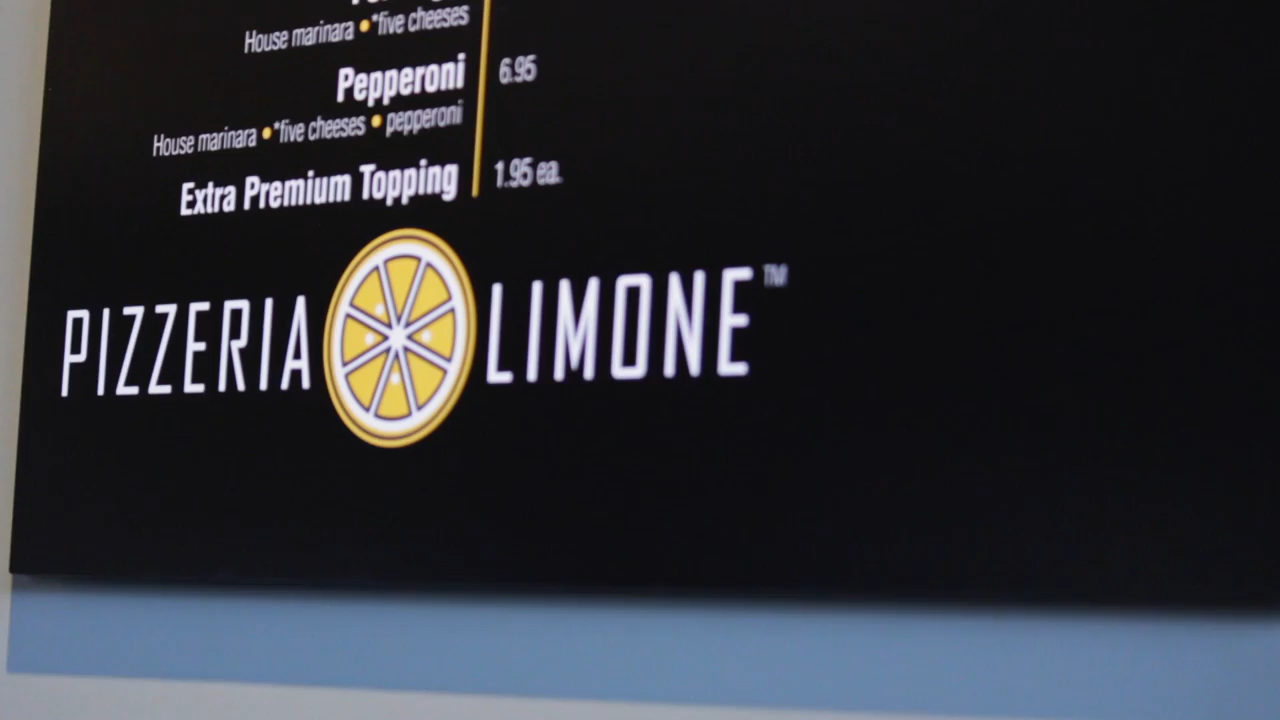 House marinara • *five cheeses
Pepperoni 6.95
House marinara • *five cheeses • pepperoni
Extra Premium Topping 1.95 ea.
PIZZERIA LIMONE™